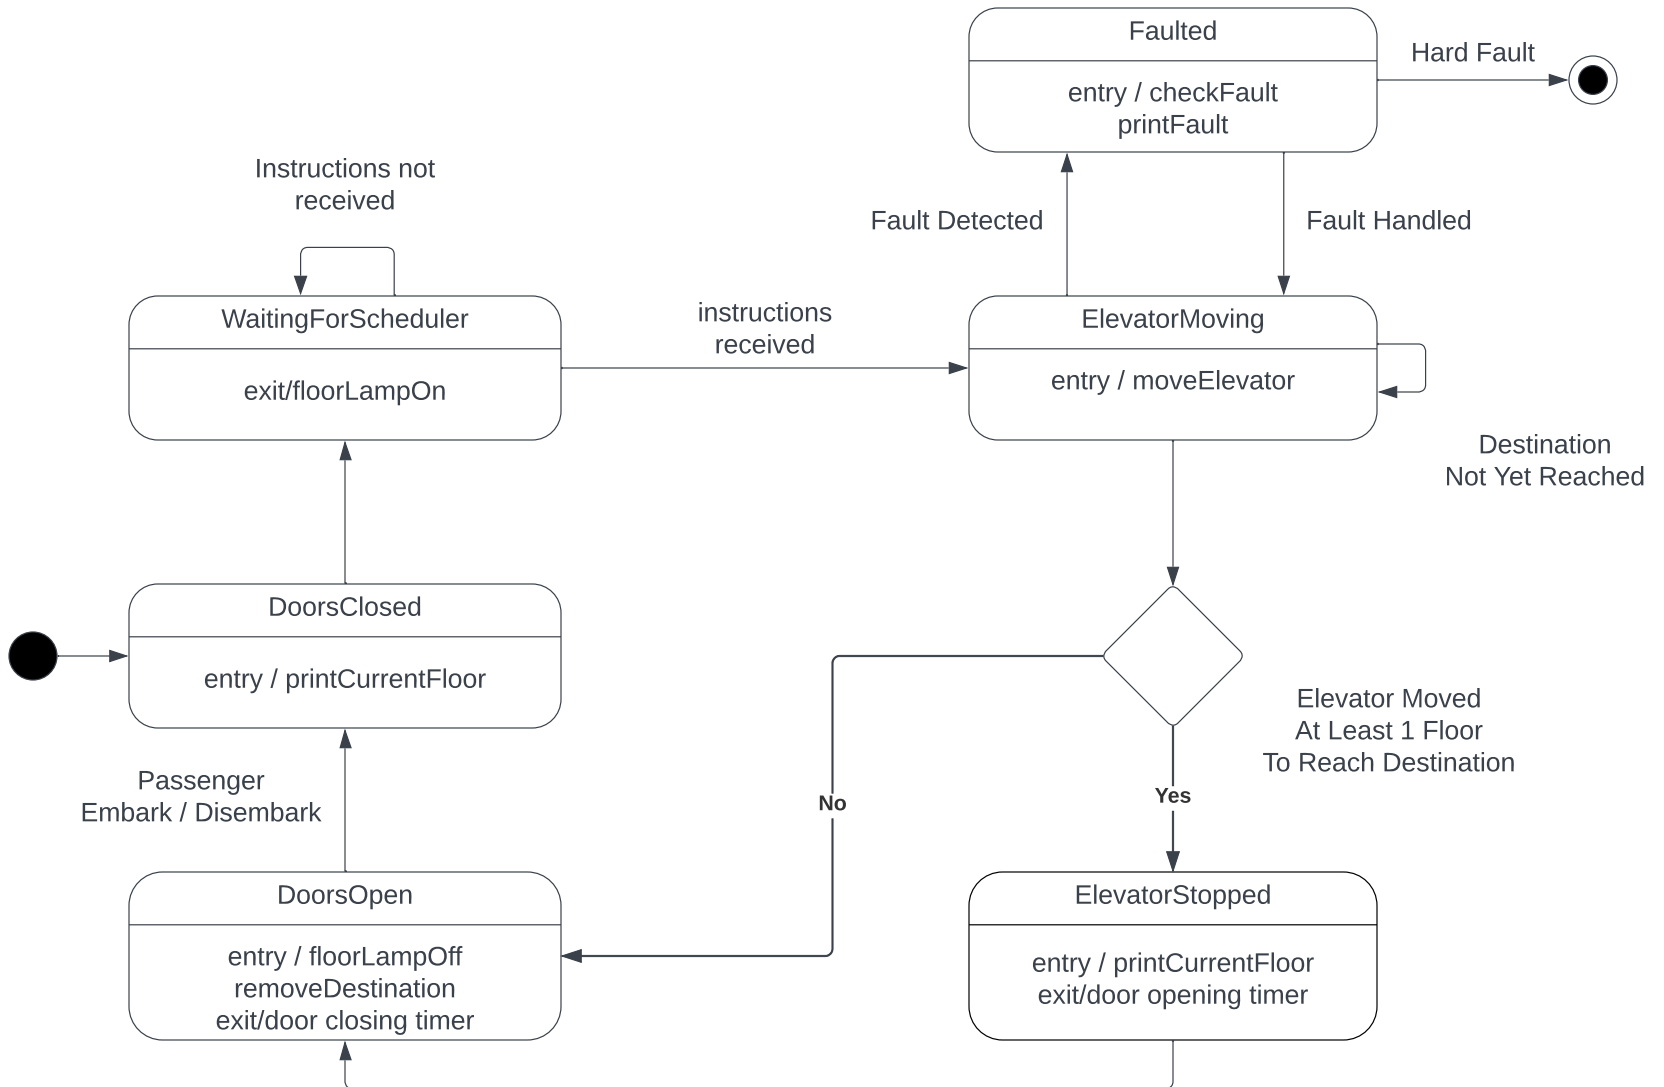 Faulted
entry / checkFault
printFault
Hard Fault
Instructions not
received
Fault Detected
Fault Handled
WaitingForScheduler
exit/floorLampOn
instructions
received
ElevatorMoving
entry / moveElevator
Destination
Not Yet Reached
DoorsClosed
entry / printCurrentFloor
Elevator Moved
At Least 1 Floor
To Reach Destination
Passenger
Embark / Disembark
No
Yes
DoorsOpen
entry / floorLampOff
removeDestination
exit/door closing timer
ElevatorStopped
entry / printCurrentFloor
exit/door opening timer